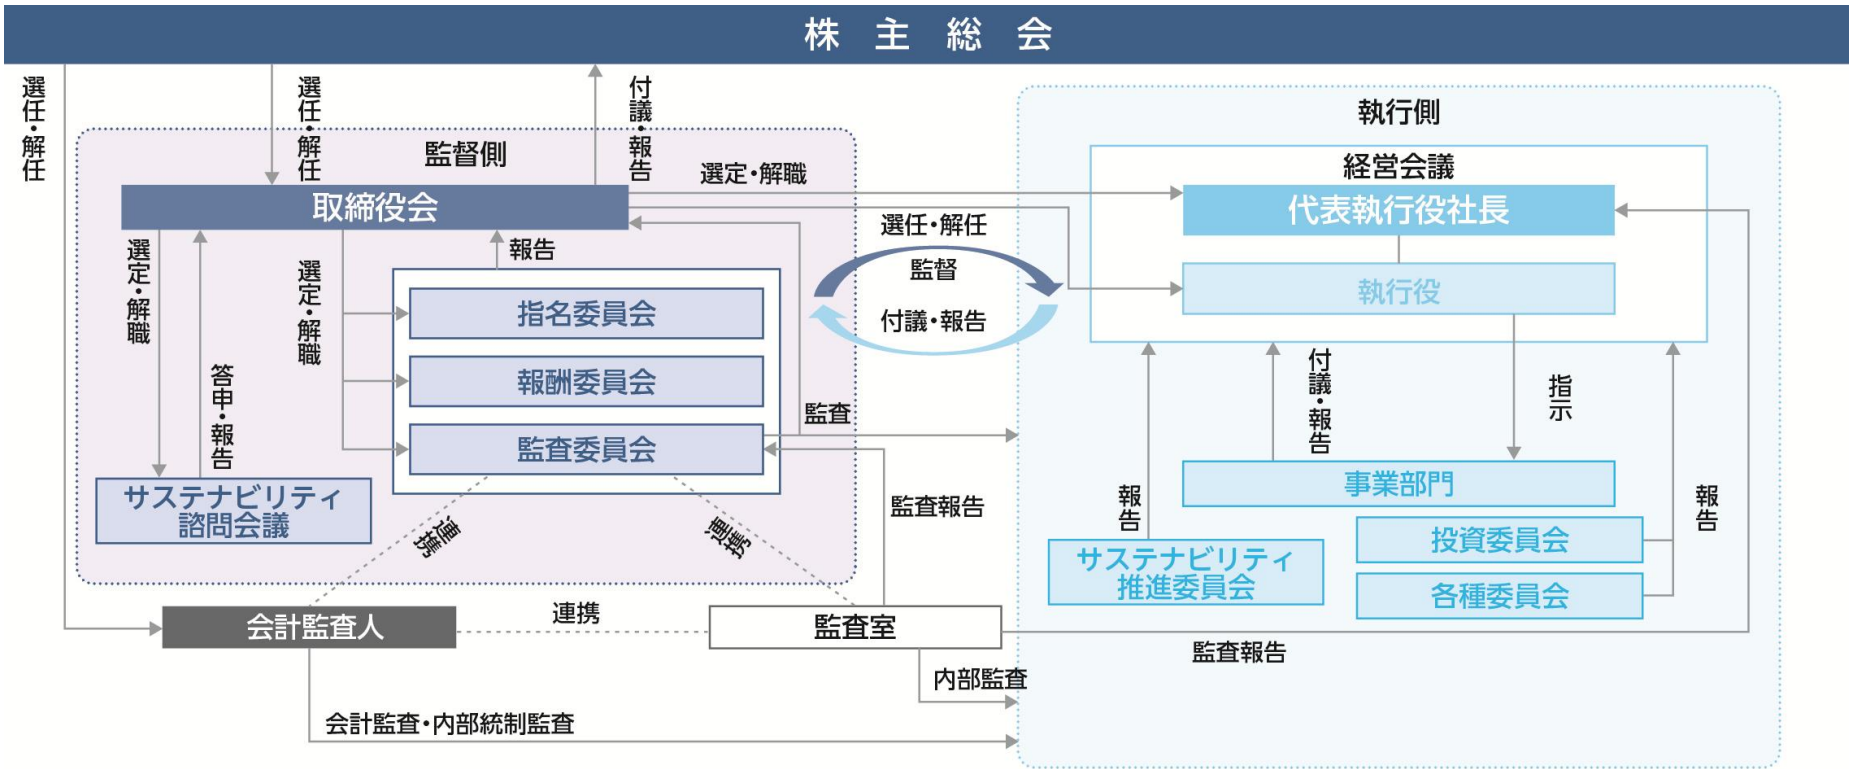 株主総会
選任・解任
選任・解任
付議・報告
監督側
取締役会
選定・解職
選任・解任
監督
付議・報告
選定・解職
答申・報告
選定・解職
報告
指名委員会
報酬委員会
監査委員会
監査
サステナビリティ
諮問会議
連携
連携
監査報告
会計監査人
連携
監査室
監査報告
内部監査
会計監査・内部統制監査
執行側
経営会議
代表執行役社長
執行役
報告
付議・報告
指示
報告
事業部門
サステナビリティ
推進委員会
投資委員会
各種委員会